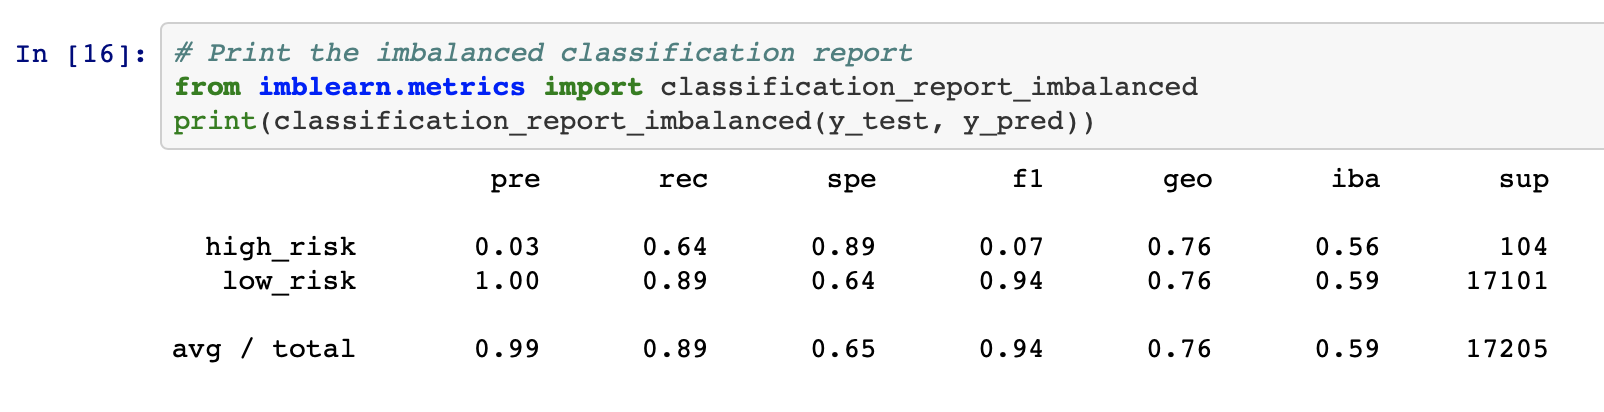 In [16]: # Print the imbalanced classification report
from imblearn.metrics import classification_report_imbalanced
print(classification_report_imbalanced(y_test, y_pred))
pre rec spe f1 geo iba sup
high_risk 0.03 0.64 0.89 0.07 0.76 0.56 104
low_risk 1.00 0.89 0.64 0.94 0.76 0.59 17101
avg / total 0.99 0.89 0.65 0.94 0.76 0.59 17205